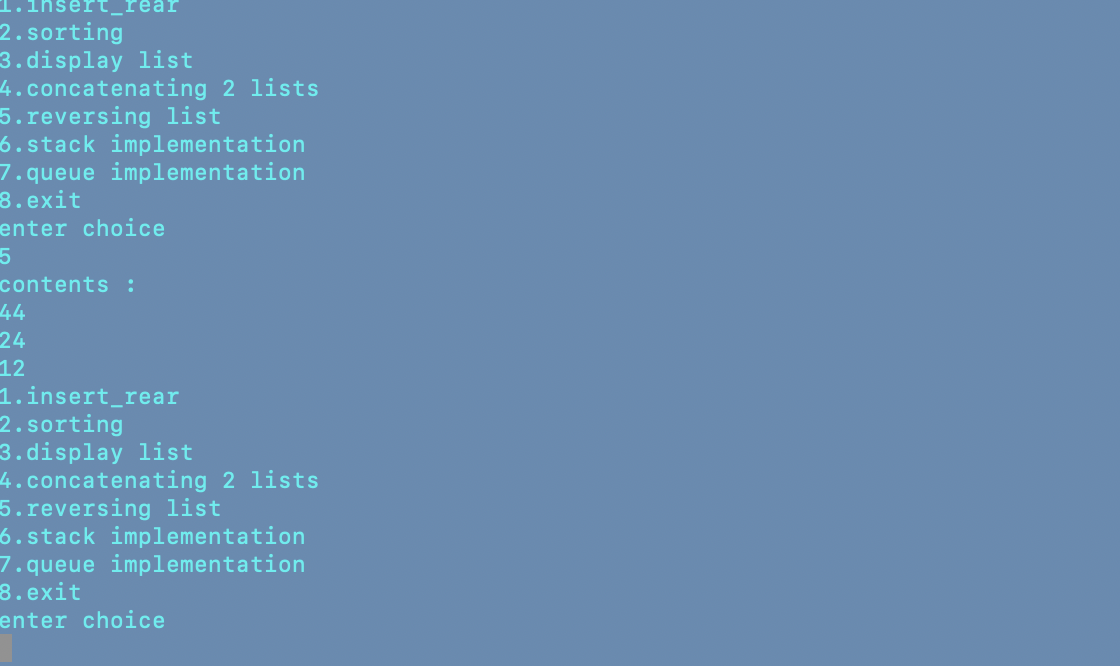 1.insert_rear
2.sorting
3.display list
4.concatenating 2 lists
5.reversing list
6.stack implementation
7.queue implementation
8.exit
enter choice
5
contents :
44
24
12
1.insert_rear
2.sorting
3.display list
4.concatenating 2 lists
5.reversing list
6.stack implementation
7.queue implementation
8.exit
enter choice